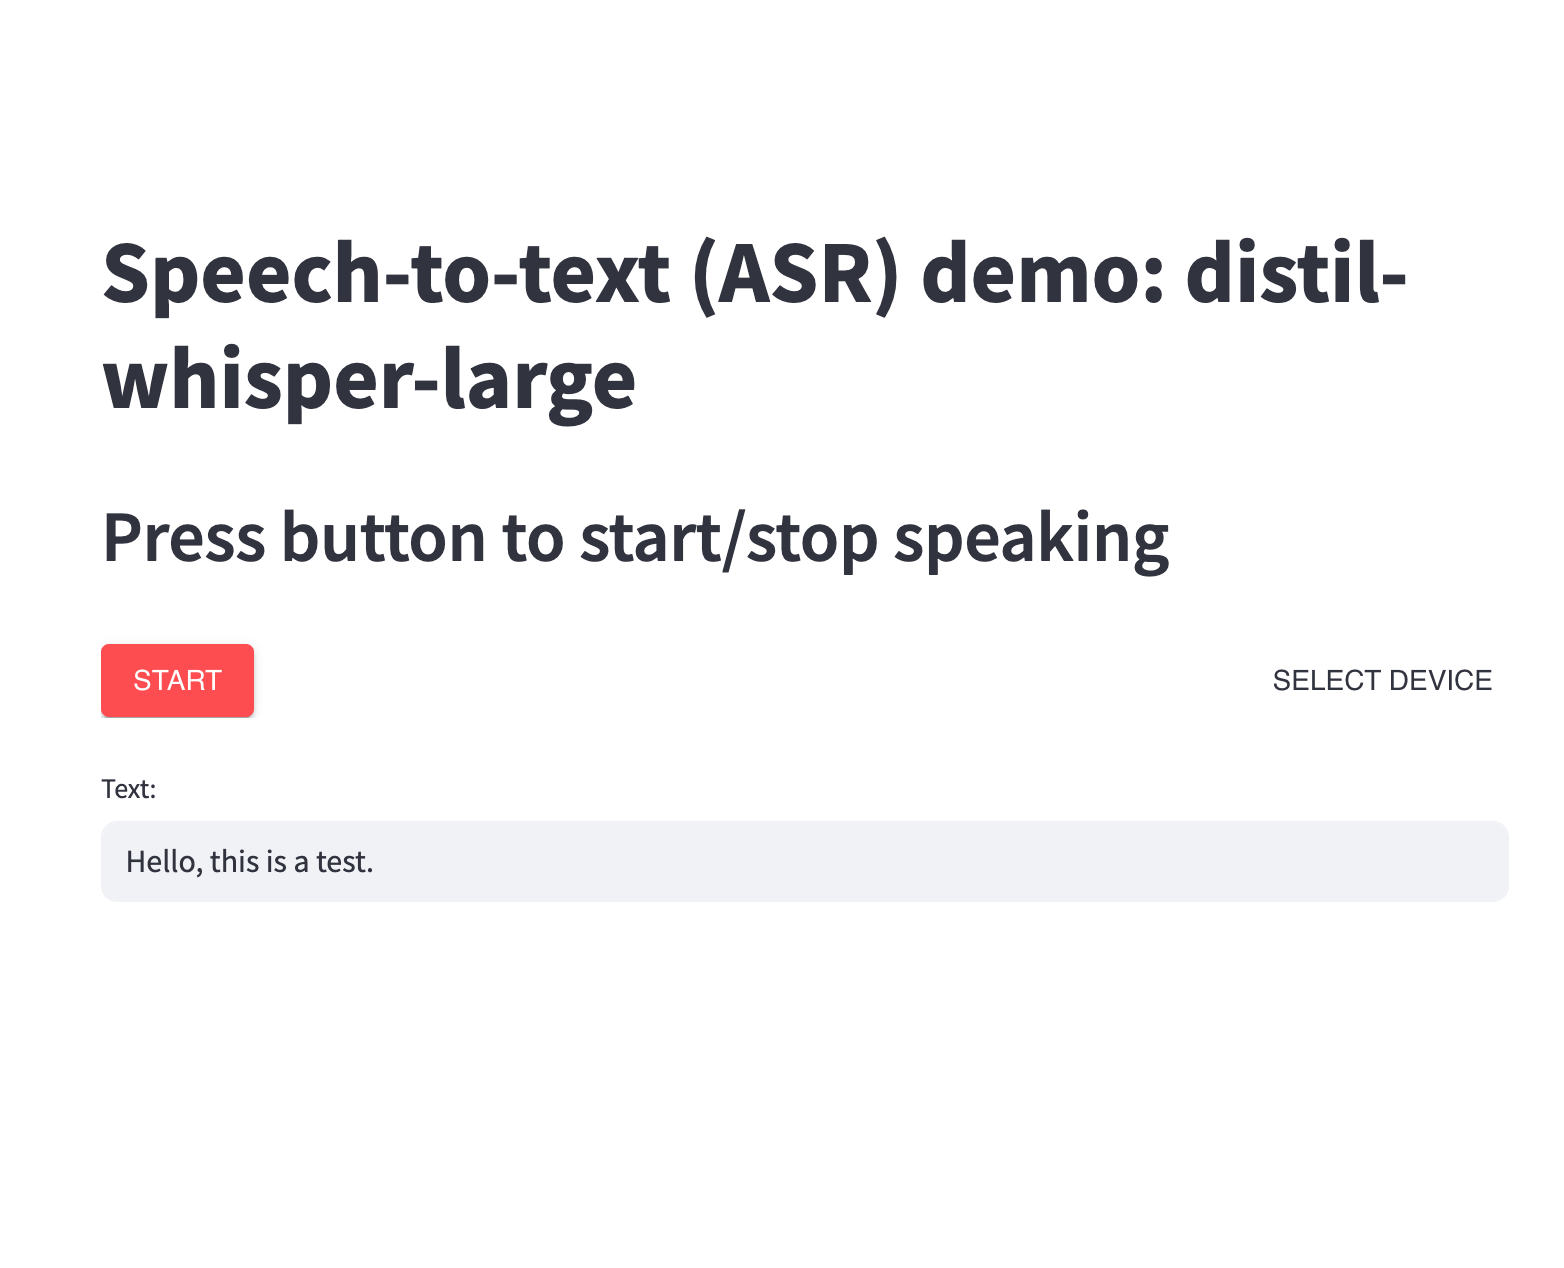 Speech-to-text (ASR) demo: distil-
whisper-large
Press button to start/stop speaking
START
SELECT DEVICE
Text:
Hello, this is a test.